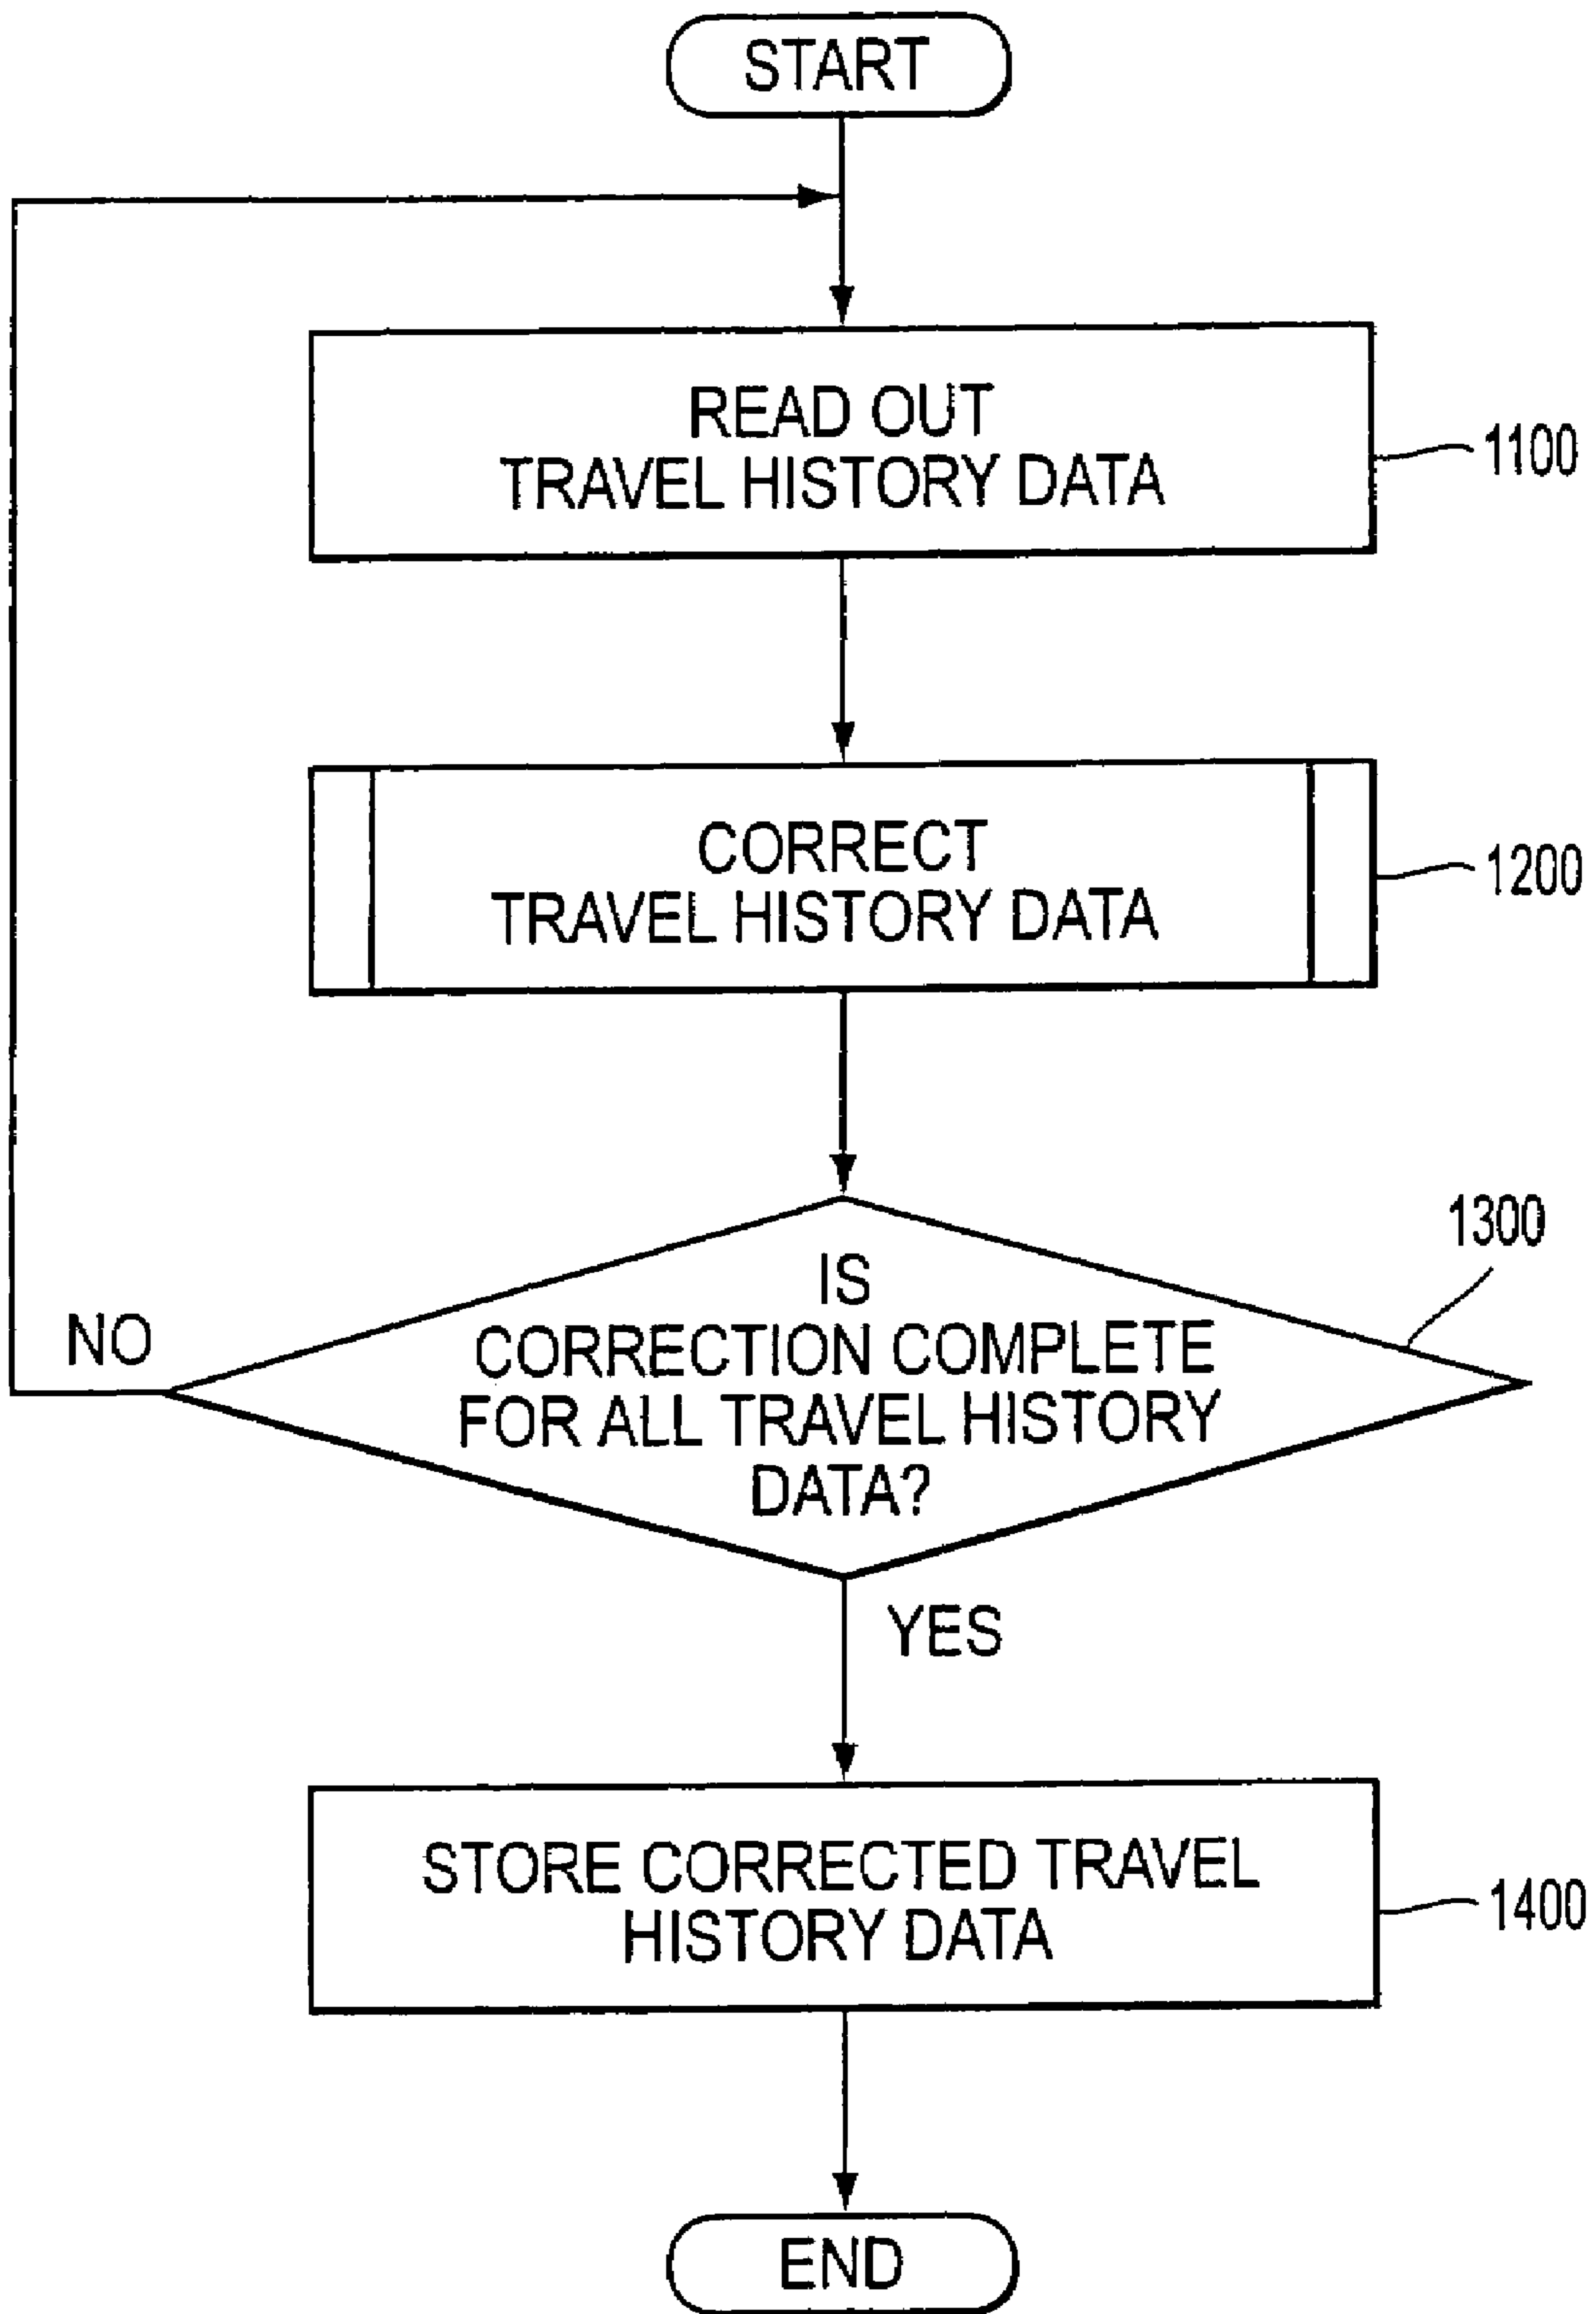 START
READ OUT
TRAVEL HISTORY DATA
1100
CORRECT
TRAVEL HISTORY DATA
1200
1300
IS
CORRECTION COMPLETE
FOR ALL TRAVEL HISTORY
DATA?
NO
YES
STORE CORRECTED TRAVEL
HISTORY DATA
1400
END